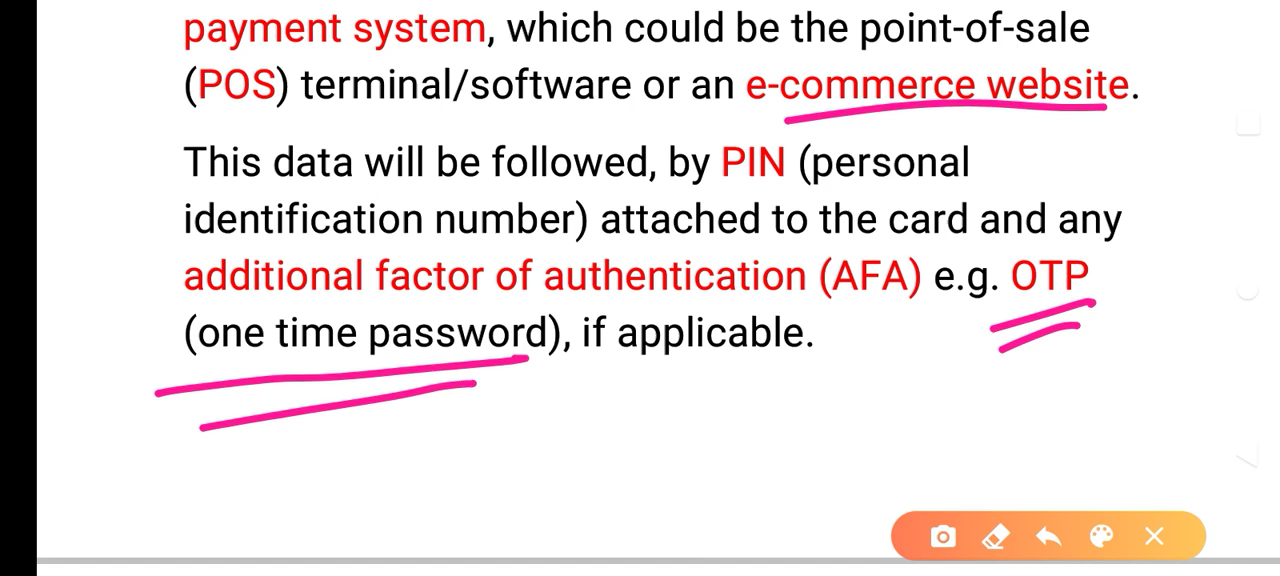 payment system, which could be the point-of-sale
(POS) terminal/software or an e-commerce website.
This data will be followed, by PIN (personal
identification number) attached to the card and any
additional factor of authentication (AFA) e.g. OTP
(one time password), if applicable.